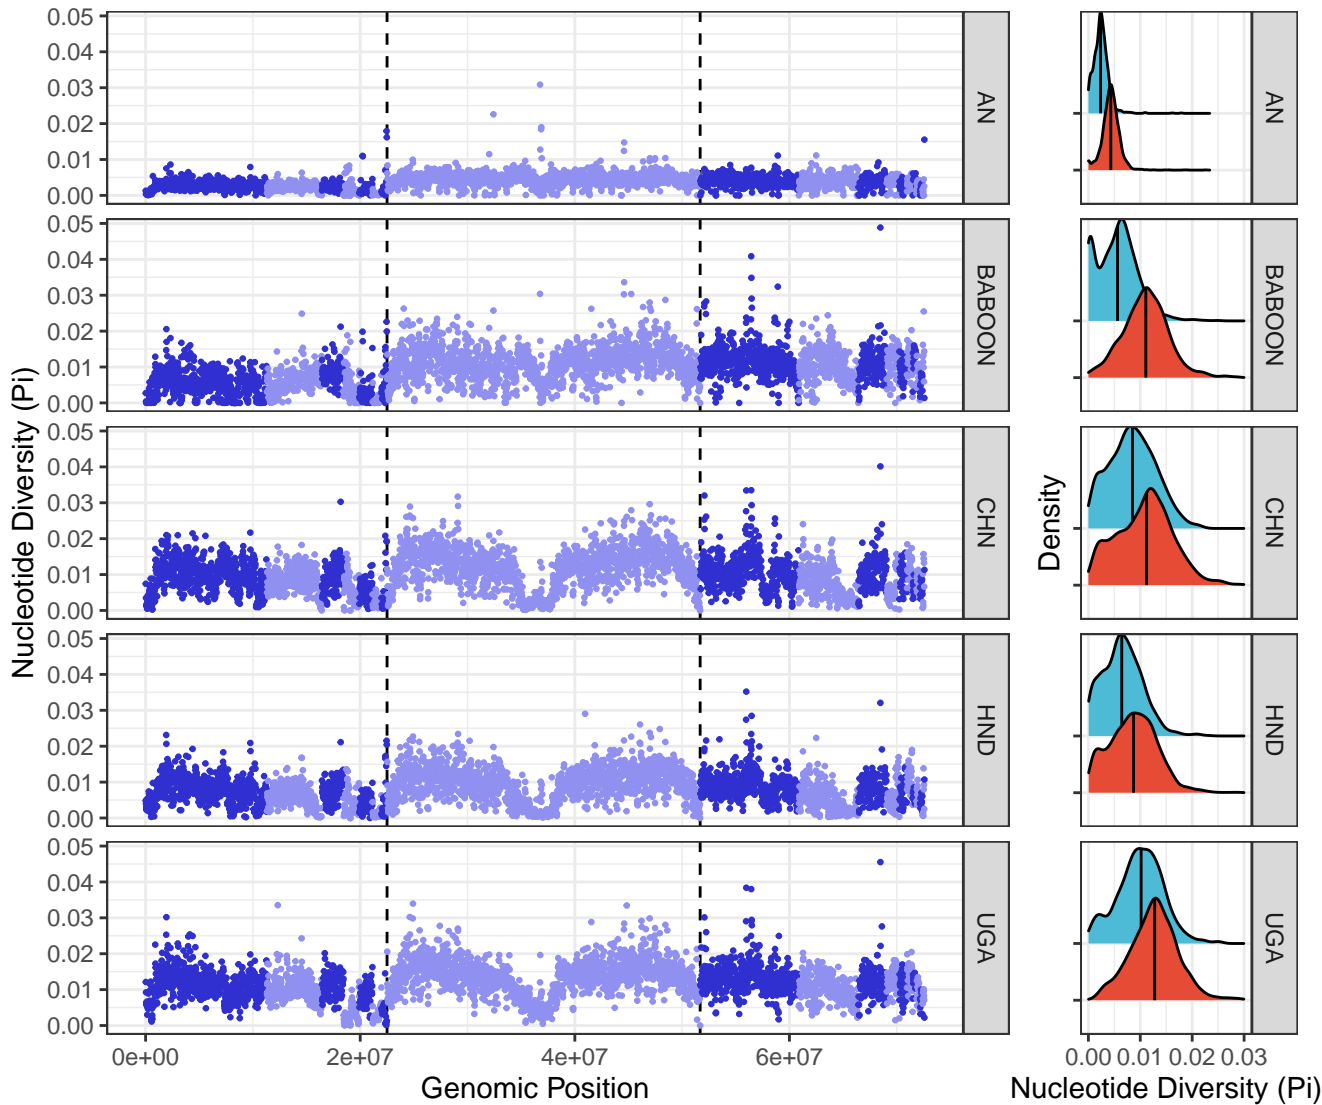 Nucleotide Diversity (Pi)
0.05
0.04
0.03
0.02
0.01
0.00
AN
0.05
0.04
0.03
0.02
0.01
0.00
BABOON
0.05
0.04
0.03
0.02
0.01
0.00
CHN
0.05
0.04
0.03
0.02
0.01
0.00
HND
0.05
0.04
0.03
0.02
0.01
0.00
UGA
0e+00 2e+07 4e+07 6e+07
Genomic Position
Density
AN
BABOON
CHN
HND
UGA
0.00 0.01 0.02 0.03
Nucleotide Diversity (Pi)